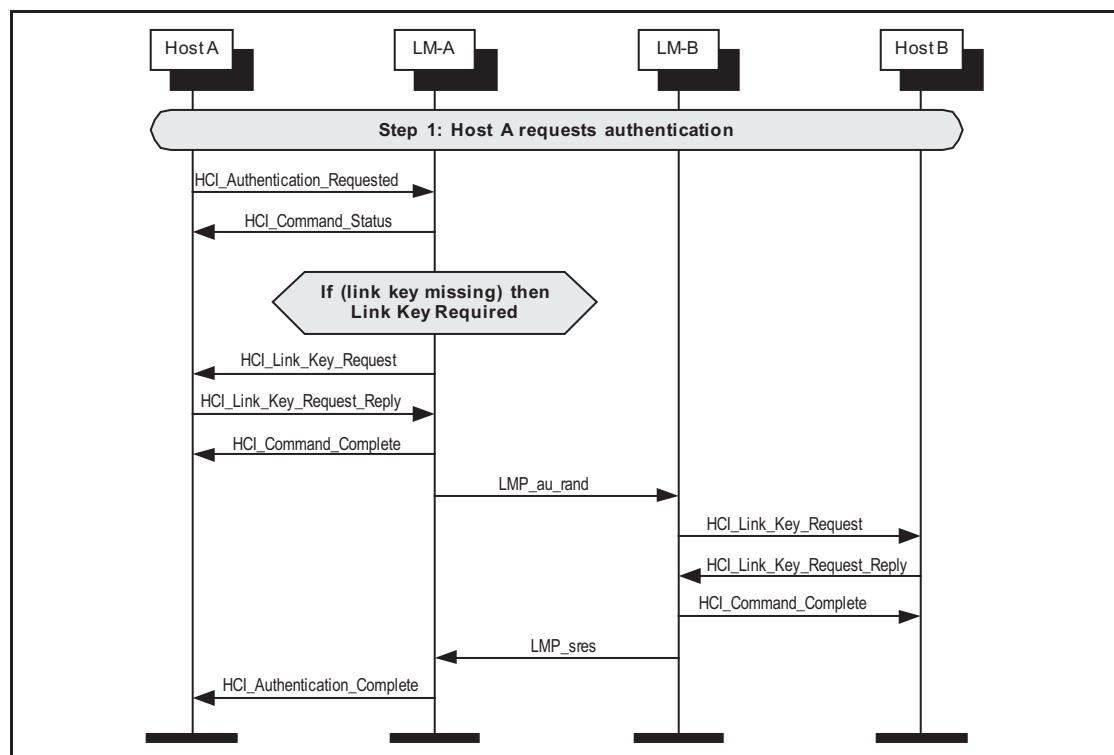 Host A
LM-A
LM-B
Host B
Step 1: Host A requests authentication
HCI_Authentication_Requested
HCI_Command_Status
If (link key missing) then
Link Key Required
HCI_Link_Key_Request
HCI_Link_Key_Request_Reply
HCI_Command_Complete
LMP_au_rand
HCI_Link_Key_Request
HCI_Link_Key_Request_Reply
HCI_Command_Complete
LMP_sres
HCI_Authentication_Complete